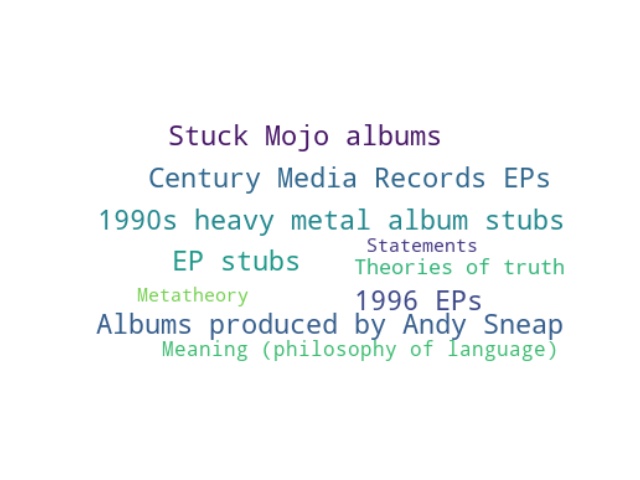 Stuck Mojo albums
Century Media Records EPs
1990s heavy metal album stubs
Statements
EP stubs
Theories of truth
Metatheory
1996 EPs
Albums produced by Andy Sneap
Meaning (philosophy of language)